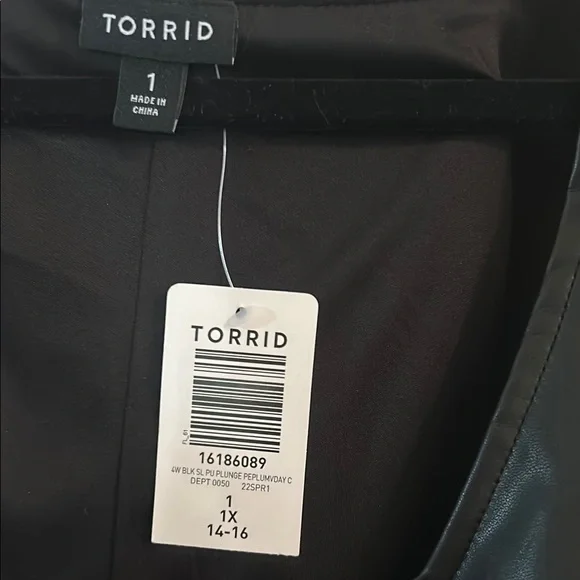 TORRID
1
MADE IN
CHINA
TORRID
FL_01
16186089
4W BLK SL PU PLUNGE PEPLUMVDAY C
DEPT 0050 22SPR1
1
1X
14-16